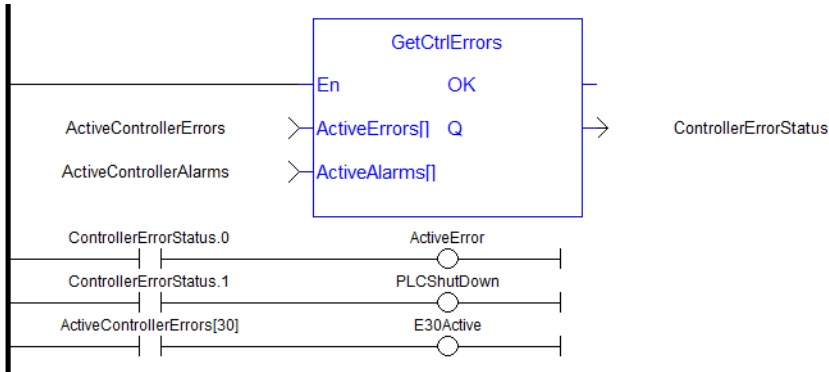 GetCtrlErrors
En OK
ActiveControllerErrors ActiveErrors[] Q ControllerErrorStatus
ActiveControllerAlarms ActiveAlarms[]
ControllerErrorStatus.0 ActiveError
ControllerErrorStatus.1 PLCShutDown
ActiveControllerErrors[30] E30Active